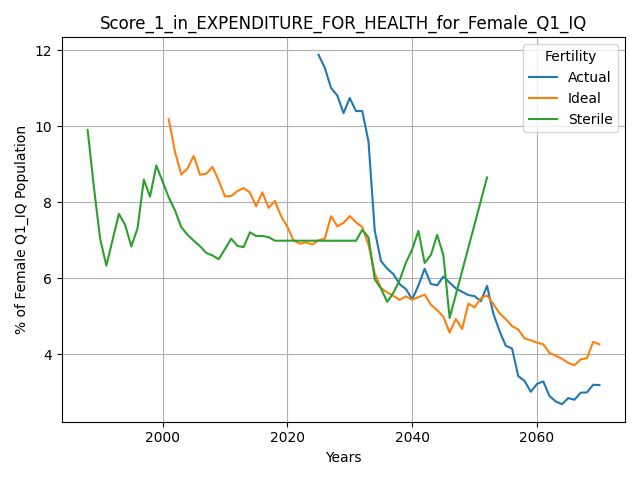 Score_1_in_EXPENDITURE_FOR_HEALTH_for_Female_Q1_IQ
Fertility
Actual
Ideal
Sterile
% of Female Q1_IQ Population
12
10
8
6
4
2000
2020
2040
2060
Years